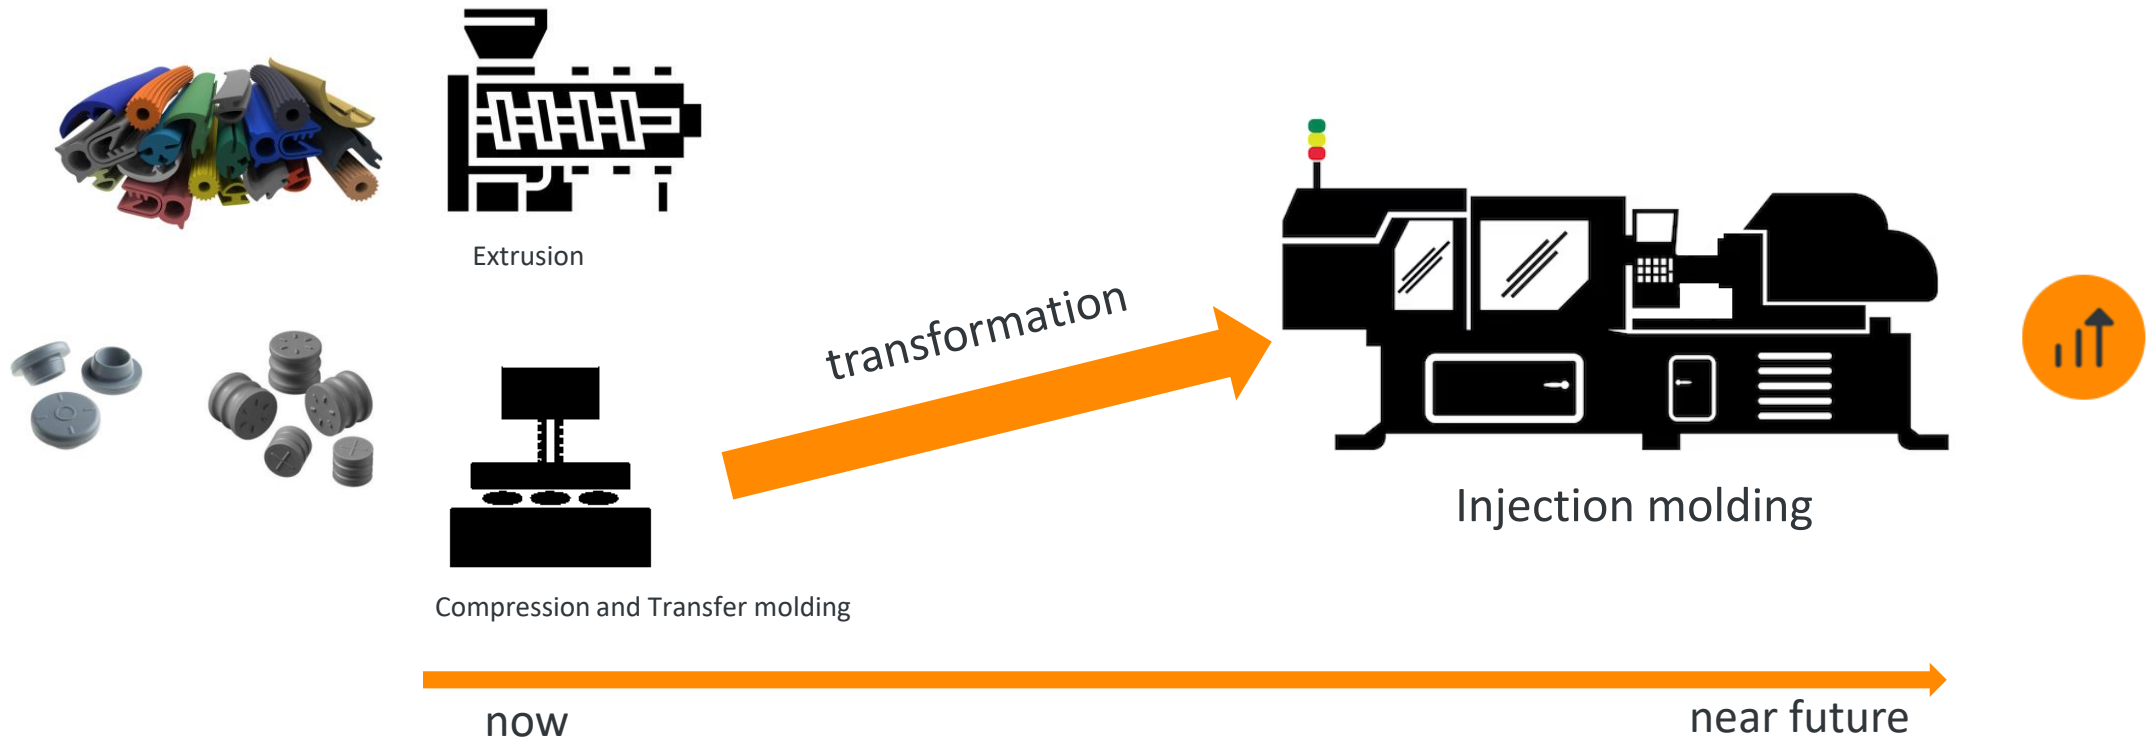 Extrusion
transformation
Injection molding
Compression and Transfer molding
now
near future